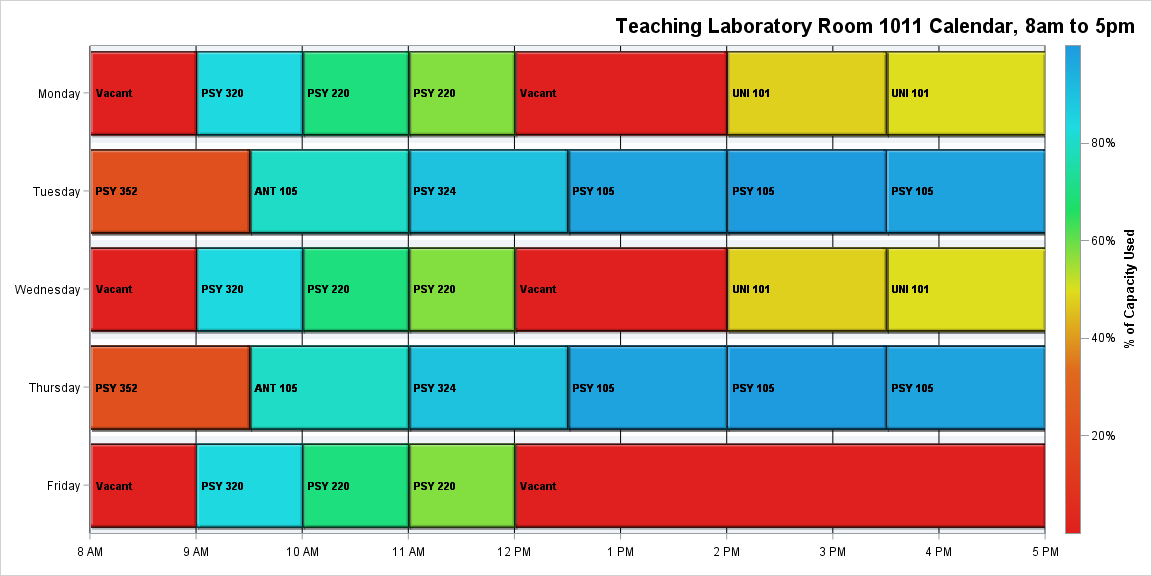 Teaching Laboratory Room 1011 Calendar, 8am to 5pm
Monday
Vacant
PSY 320
PSY 220
PSY 220
Vacant
UNI 101
UNI 101
Tuesday
PSY 352
ANT 105
PSY 324
PSY 105
PSY 105
PSY 105
Wednesday
Vacant
PSY 320
PSY 220
PSY 220
Vacant
UNI 101
UNI 101
Thursday
PSY 352
ANT 105
PSY 324
PSY 105
PSY 105
PSY 105
Friday
Vacant
PSY 320
PSY 220
PSY 220
Vacant
8 AM
9 AM
10 AM
11 AM
12 PM
1 PM
2 PM
3 PM
4 PM
5 PM
80%
60%
40%
20%
% of Capacity Used